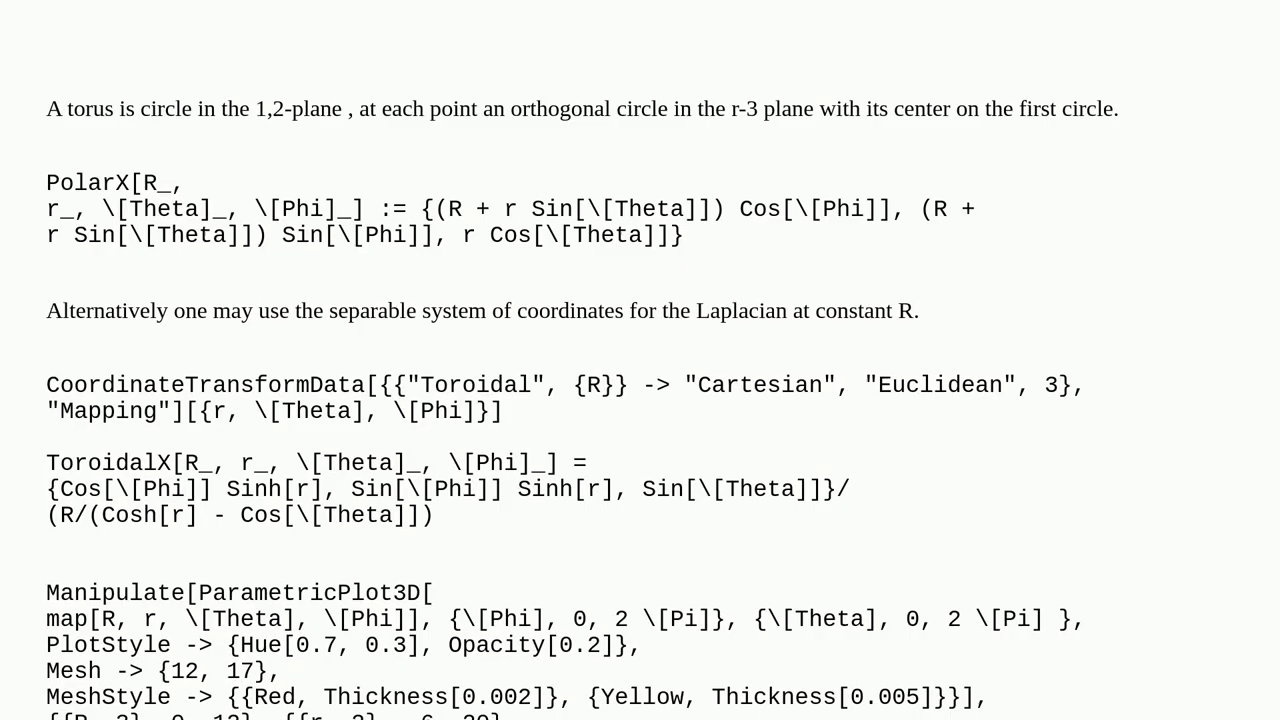 A torus is circle in the 1,2-plane , at each point an orthogonal circle in the r-3 plane with its center on the first circle.
PolarX[R_,
r_, \[Theta]_, \[Phi]_] := {(R + r Sin[\[Theta]]) Cos[\[Phi]], (R +
r Sin[\[Theta]]) Sin[\[Phi]], r Cos[\[Theta]]}
Alternatively one may use the separable system of coordinates for the Laplacian at constant R.
CoordinateTransformData[{{"Toroidal", {R}} -> "Cartesian", "Euclidean", 3},
"Mapping"][{r, \[Theta], \[Phi]}]
ToroidalX[R_, r_, \[Theta]_, \[Phi]_] =
{Cos[\[Phi]] Sinh[r], Sin[\[Phi]] Sinh[r], Sin[\[Theta]]}/
(R/(Cosh[r] - Cos[\[Theta]])
Manipulate[ParametricPlot3D[
map[R, r, \[Theta], \[Phi]], {\[Phi], 0, 2 \[Pi]}, {\[Theta], 0, 2 \[Pi] },
PlotStyle -> {Hue[0.7, 0.3], Opacity[0.2]},
Mesh -> {12, 17},
MeshStyle -> {{Red, Thickness[0.002]}, {Yellow, Thickness[0.005]}}],